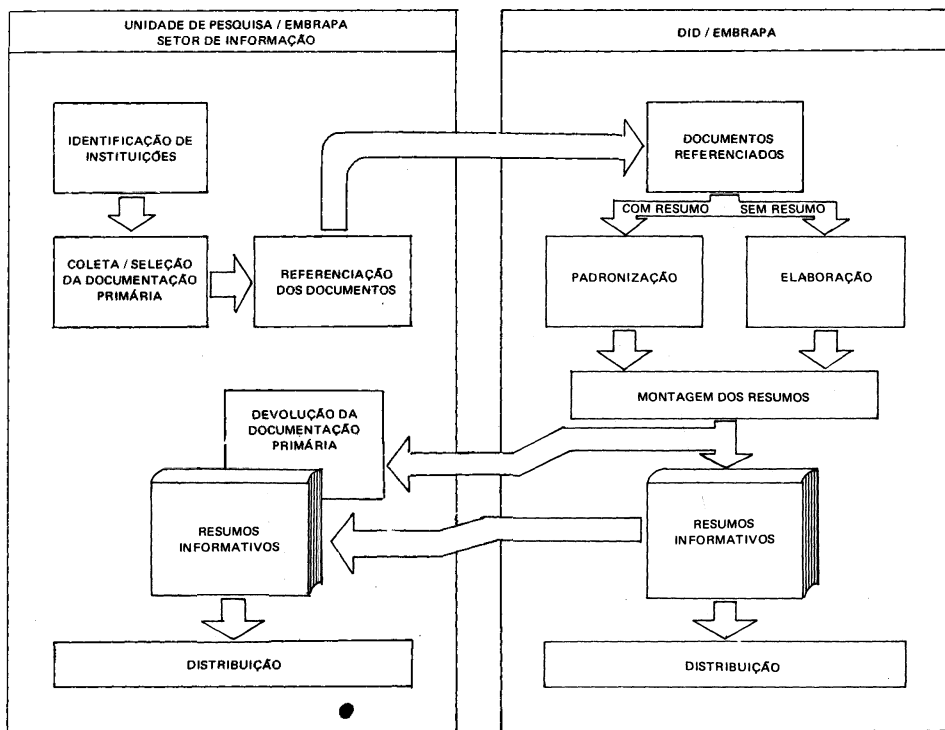 UNIDADE DE PESQUISA / EMBRAPA
SETOR DE INFORMAÇÃO
IDENTIFICAÇÃO DE
INSTITUIÇÕES
COLETA / SELEÇÃO
DA DOCUMENTAÇÃO
PRIMÁRIA
REFERENCIAÇÃO
DOS DOCUMENTOS
DEVOLUÇÃO DA
DOCUMENTAÇÃO
PRIMÁRIA
RESUMOS
INFORMATIVOS
DISTRIBUIÇÃO
DID / EMBRAPA
DOCUMENTOS
REFERENCIADOS
COM RESUMO
SEM RESUMO
PADRONIZAÇÃO
ELABORAÇÃO
MONTAGEM DOS RESUMOS
RESUMOS
INFORMATIVOS
DISTRIBUIÇÃO